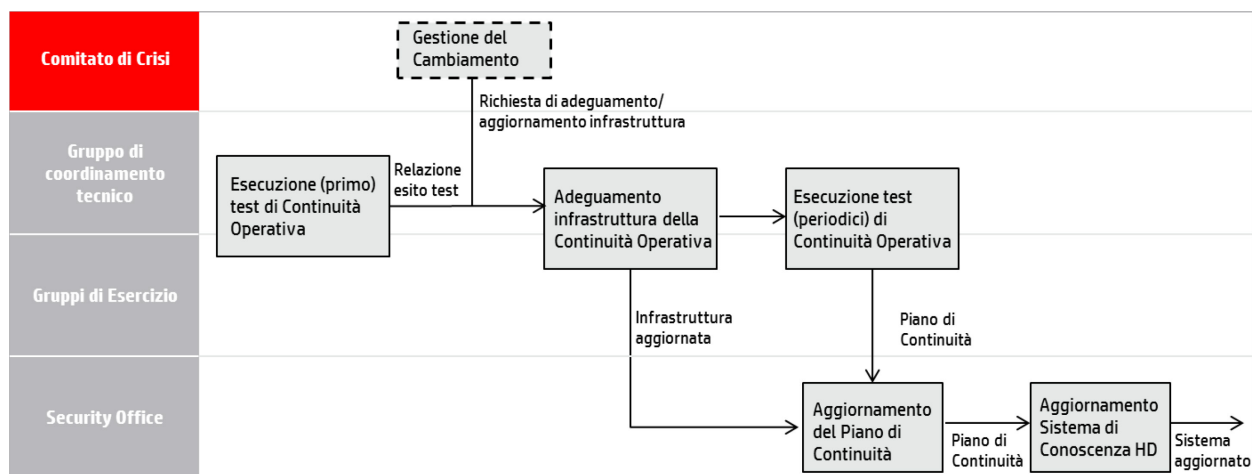 Comitato di Crisi
Gestione del
Cambiamento
Richiesta di adeguamento/
aggiornamento infrastruttura
Gruppo di
coordinamento
tecnico
Esecuzione (primo)
test di Continuità
Operativa
Relazione
esito test
Adeguamento
infrastruttura della
Continuità Operativa
Esecuzione test
(periodici) di
Continuità Operativa
Gruppi di Esercizio
Infrastruttura
aggiornata
Piano di
Continuità
Security Office
Aggiornamento
del Piano di
Continuità
Piano di
Continuità
Aggiornamento
Sistema di
Conoscenza HD
Sistema
aggiornato